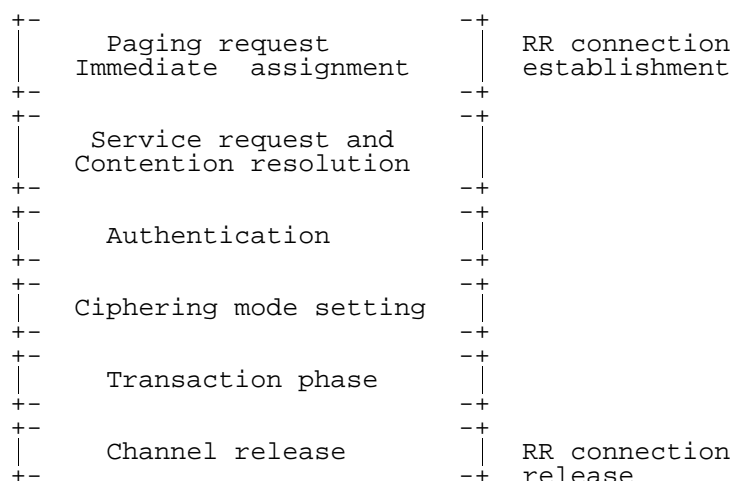 +- -+
Paging request RR connection
Immediate assignment establishment
+- -+
+- -+
Service request and
Contention resolution
+- -+
+- -+
Authentication
+- -+
+- -+
Ciphering mode setting
+- -+
+- -+
Transaction phase
+- -+
+- -+
Channel release RR connection
+- -+ release